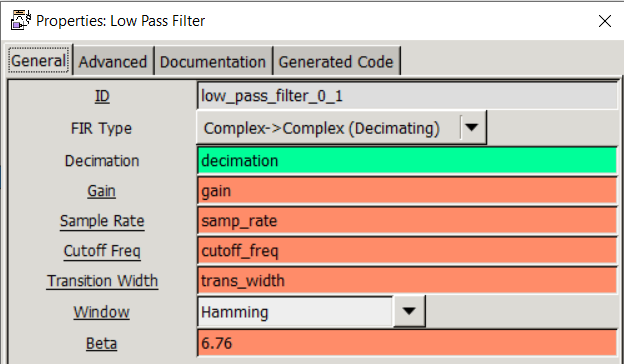 Properties: Low Pass Filter
General Advanced Documentation Generated Code
ID low_pass_filter_0_1
FIR Type Complex->Complex (Decimating)
Decimation decimation
Gain gain
Sample Rate samp_rate
Cutoff Freq cutoff_freq
Transition Width trans_width
Window Hamming
Beta 6.76